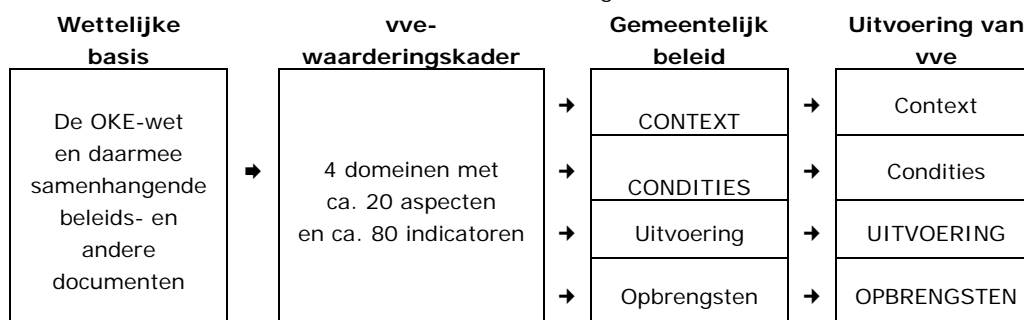 Wettelijke
basis
vve-
waarderingskader
Gemeentelijk
beleid
Uitvoering van
vve
De OKE-wet
en daarmee
samenhangende
beleids- en
andere
documenten
4 domeinen met
ca. 20 aspecten
en ca. 80 indicatoren
CONTEXT
CONDITIES
Uitvoering
Opbrengsten
Context
Condities
UITVOERING
OPBRENGSTEN